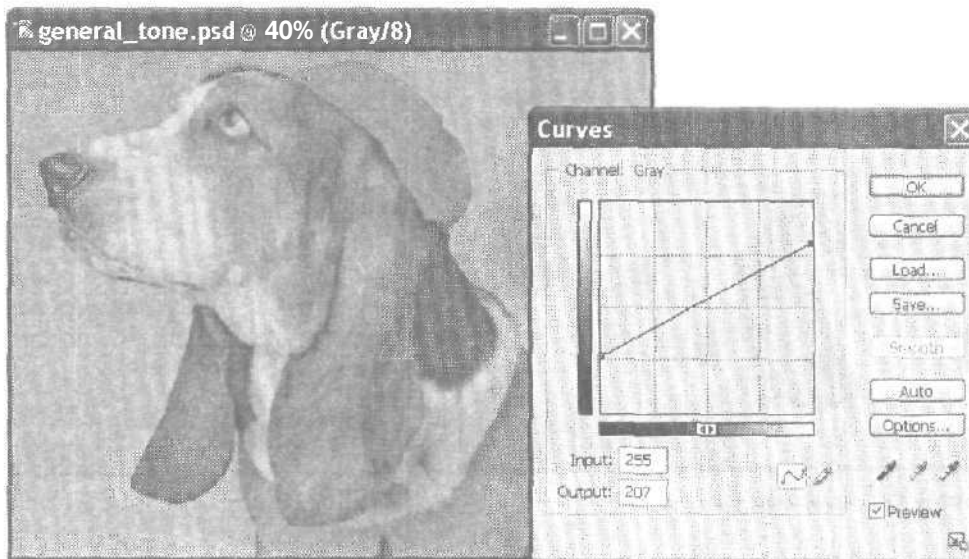 general_tone.psd @ 40% (Gray/8)
Curves
Channel: Gray
OK
Cancel
Load...
Save...
Smooth
Auto
Options...
Input: 255
Output: 207
Preview